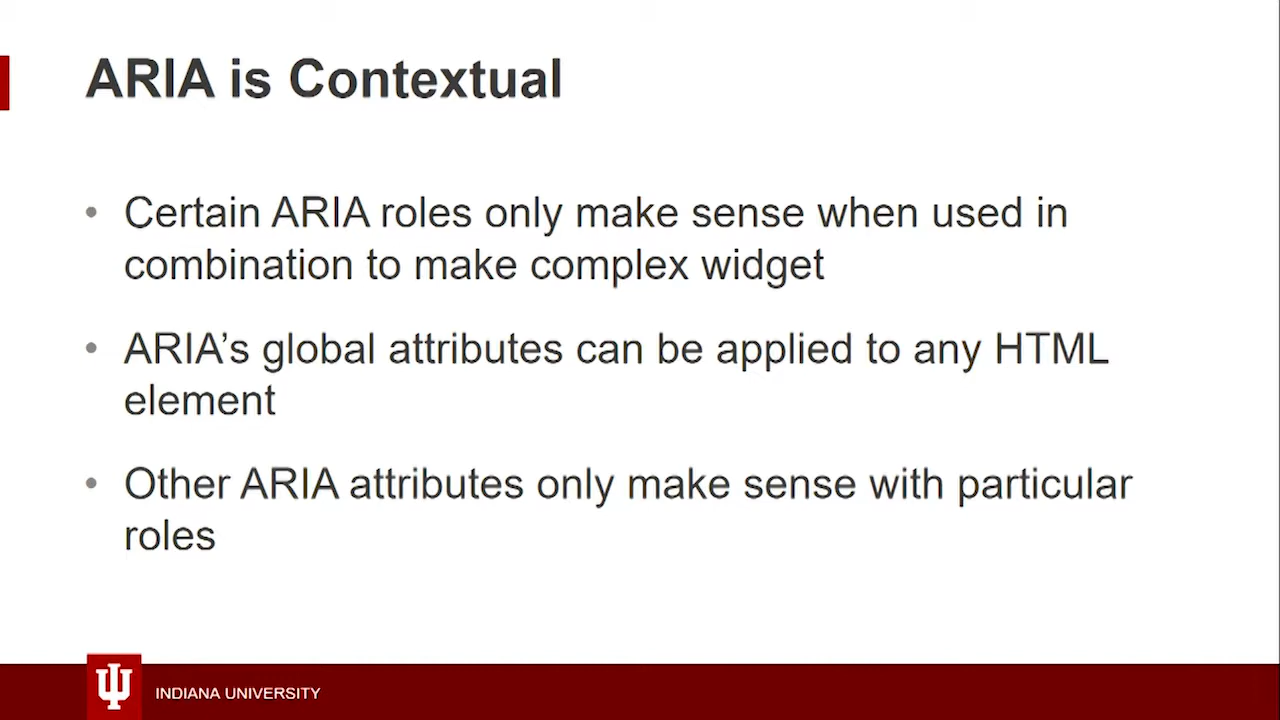 ARIA is Contextual
• Certain ARIA roles only make sense when used in
combination to make complex widget
• ARIA’s global attributes can be applied to any HTML
element
• Other ARIA attributes only make sense with particular
roles
INDIANA UNIVERSITY